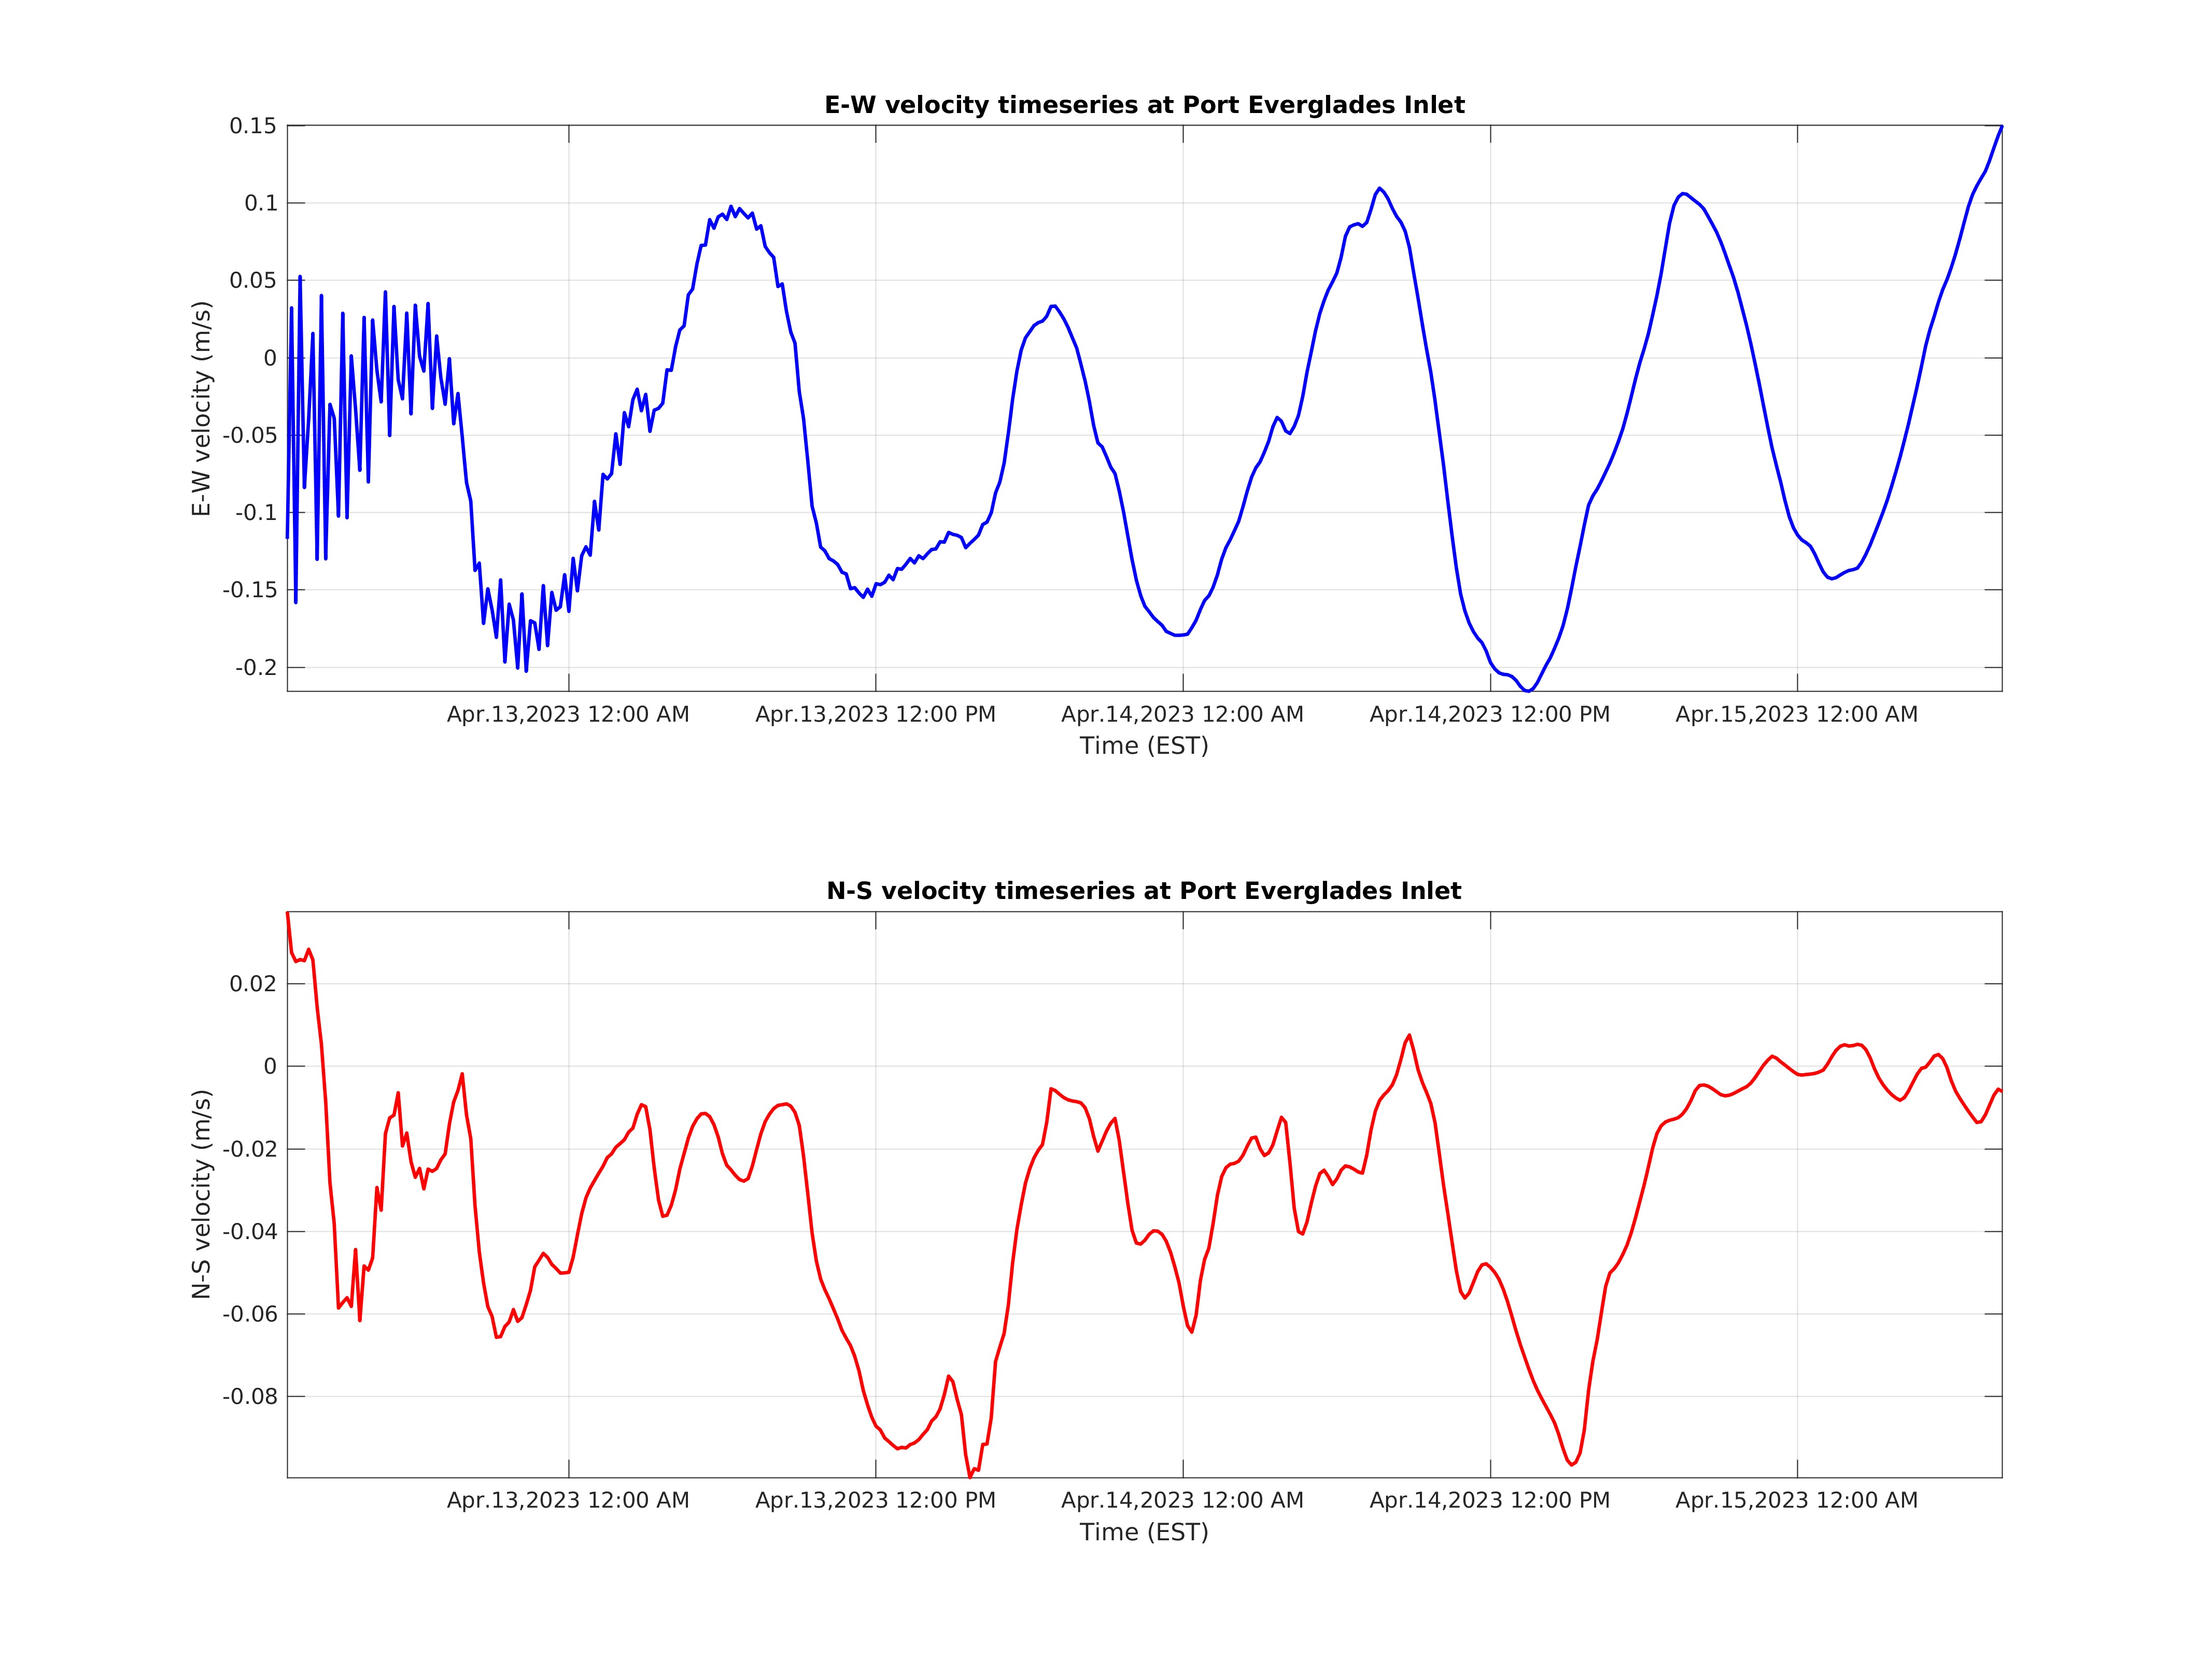 E-W velocity timeseries at Port Everglades Inlet
0.15
0.1
0.05
0
-0.05
-0.1
-0.15
-0.2
E-W velocity (m/s)
Apr.13,2023 12:00 AM
Apr.13,2023 12:00 PM
Apr.14,2023 12:00 AM
Apr.14,2023 12:00 PM
Apr.15,2023 12:00 AM
Time (EST)
N-S velocity timeseries at Port Everglades Inlet
0.02
0
-0.02
-0.04
-0.06
-0.08
N-S velocity (m/s)
Apr.13,2023 12:00 AM
Apr.13,2023 12:00 PM
Apr.14,2023 12:00 AM
Apr.14,2023 12:00 PM
Apr.15,2023 12:00 AM
Time (EST)